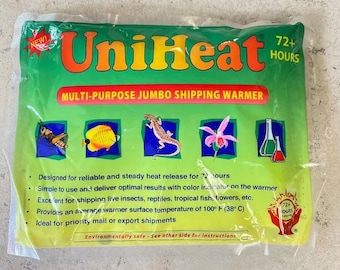 NEW!
UniHeat
72+
HOURS
MULTI-PURPOSE JUMBO SHIPPING WARMER
• Designed for reliable and steady heat release for 72 hours
• Simple to use and deliver optimal results with color indicator on the warmer
• Excellent for shipping live insects, reptiles, tropical fish, flowers, etc.
• Provides an average warmer surface temperature of 100° F (38° C)
• Ideal for priority mail or export shipments
72+
HOURS
Environmentally safe - see other side for instructions